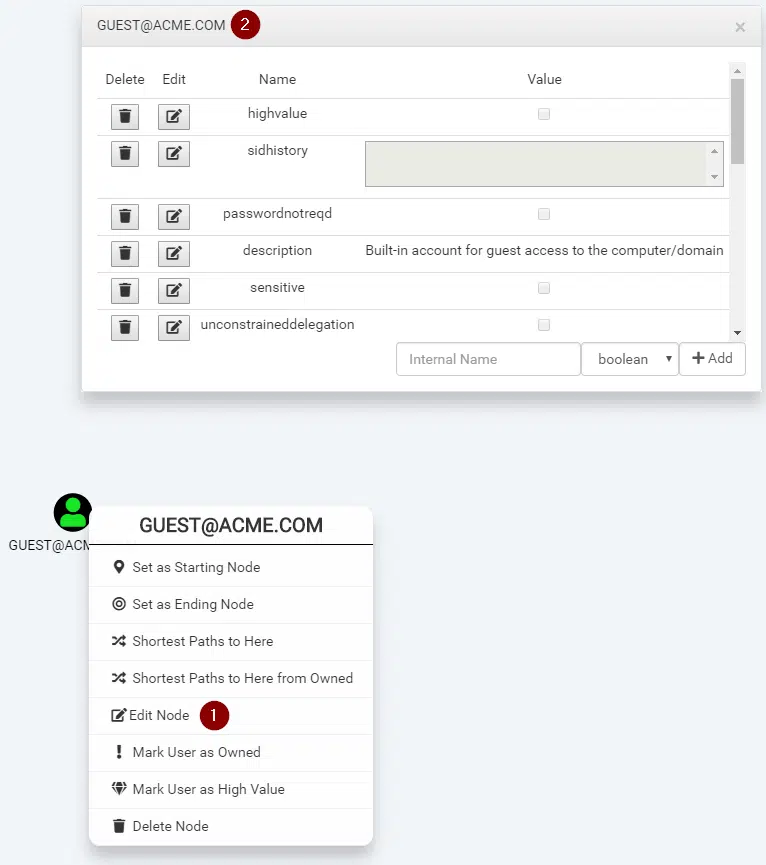 GUEST@ACME.COM 2 ×
Delete Edit Name Value
highvalue
sidhistory
passwordnotreqd
description Built-in account for guest access to the computer/domain
sensitive
unconstraineddelegation
Internal Name boolean Add
GUEST@ACM
GUEST@ACME.COM
Set as Starting Node
Set as Ending Node
Shortest Paths to Here
Shortest Paths to Here from Owned
Edit Node 1
Mark User as Owned
Mark User as High Value
Delete Node